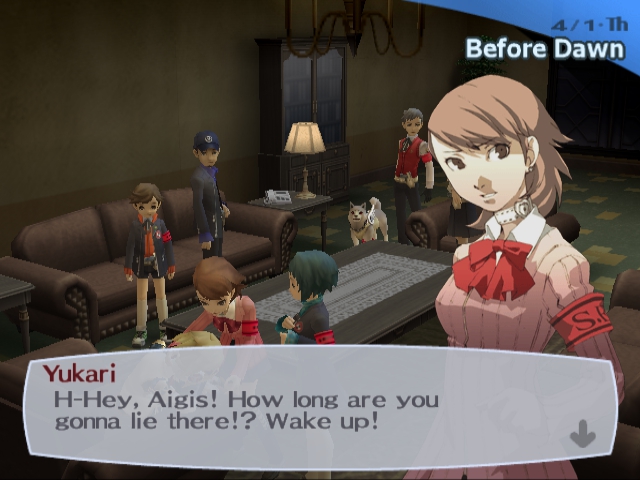 4/1・Th
Before Dawn
Yukari
H-Hey, Aigis! How long are you
gonna lie there!? Wake up!